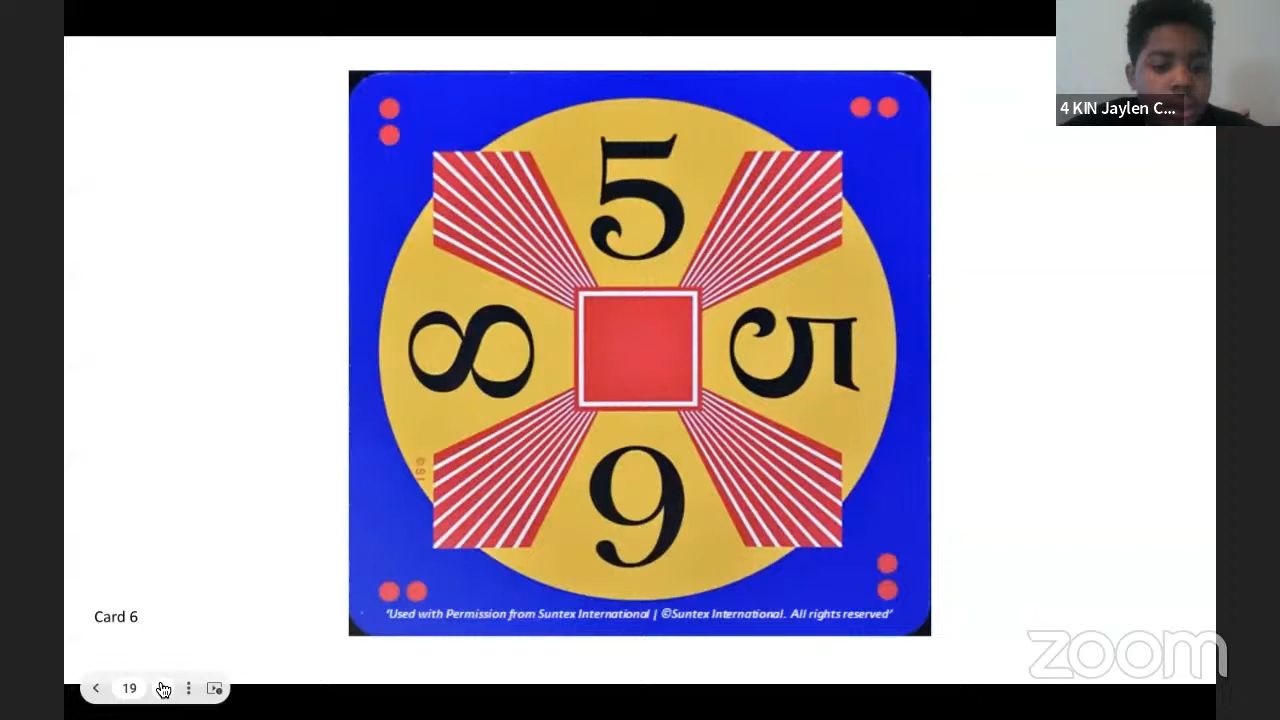 4 KIN Jaylen C...
5
8
5
9
'Used with Permission from Suntex International | ©Suntex International. All rights reserved'
Card 6
zoom
19